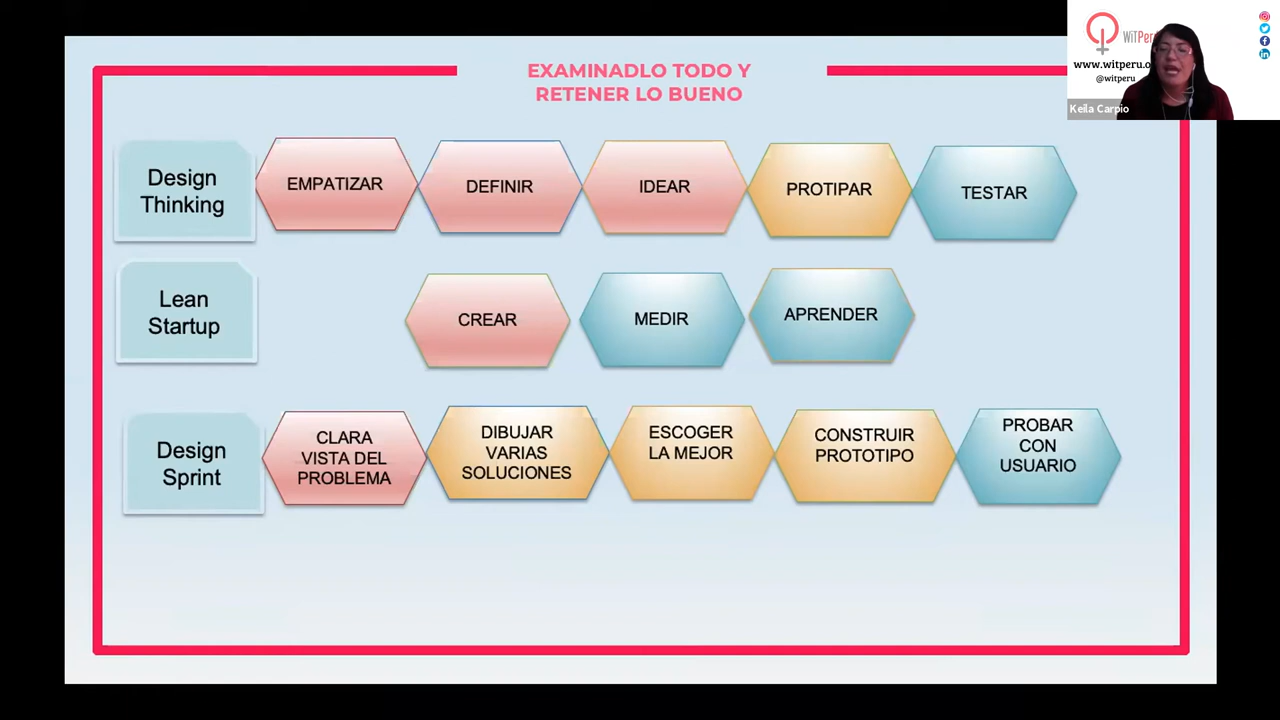 EXAMINADLO TODO Y
RETENER LO BUENO
WiTPer
www.witperu.o
@witperu
Keila Carpio
Design
Thinking
EMPATIZAR
DEFINIR
IDEAR
PROTIPAR
TESTAR
Lean
Startup
CREAR
MEDIR
APRENDER
Design
Sprint
CLARA
VISTA DEL
PROBLEMA
DIBUJAR
VARIAS
SOLUCIONES
ESCOGER
LA MEJOR
CONSTRUIR
PROTOTIPO
PROBAR
CON
USUARIO